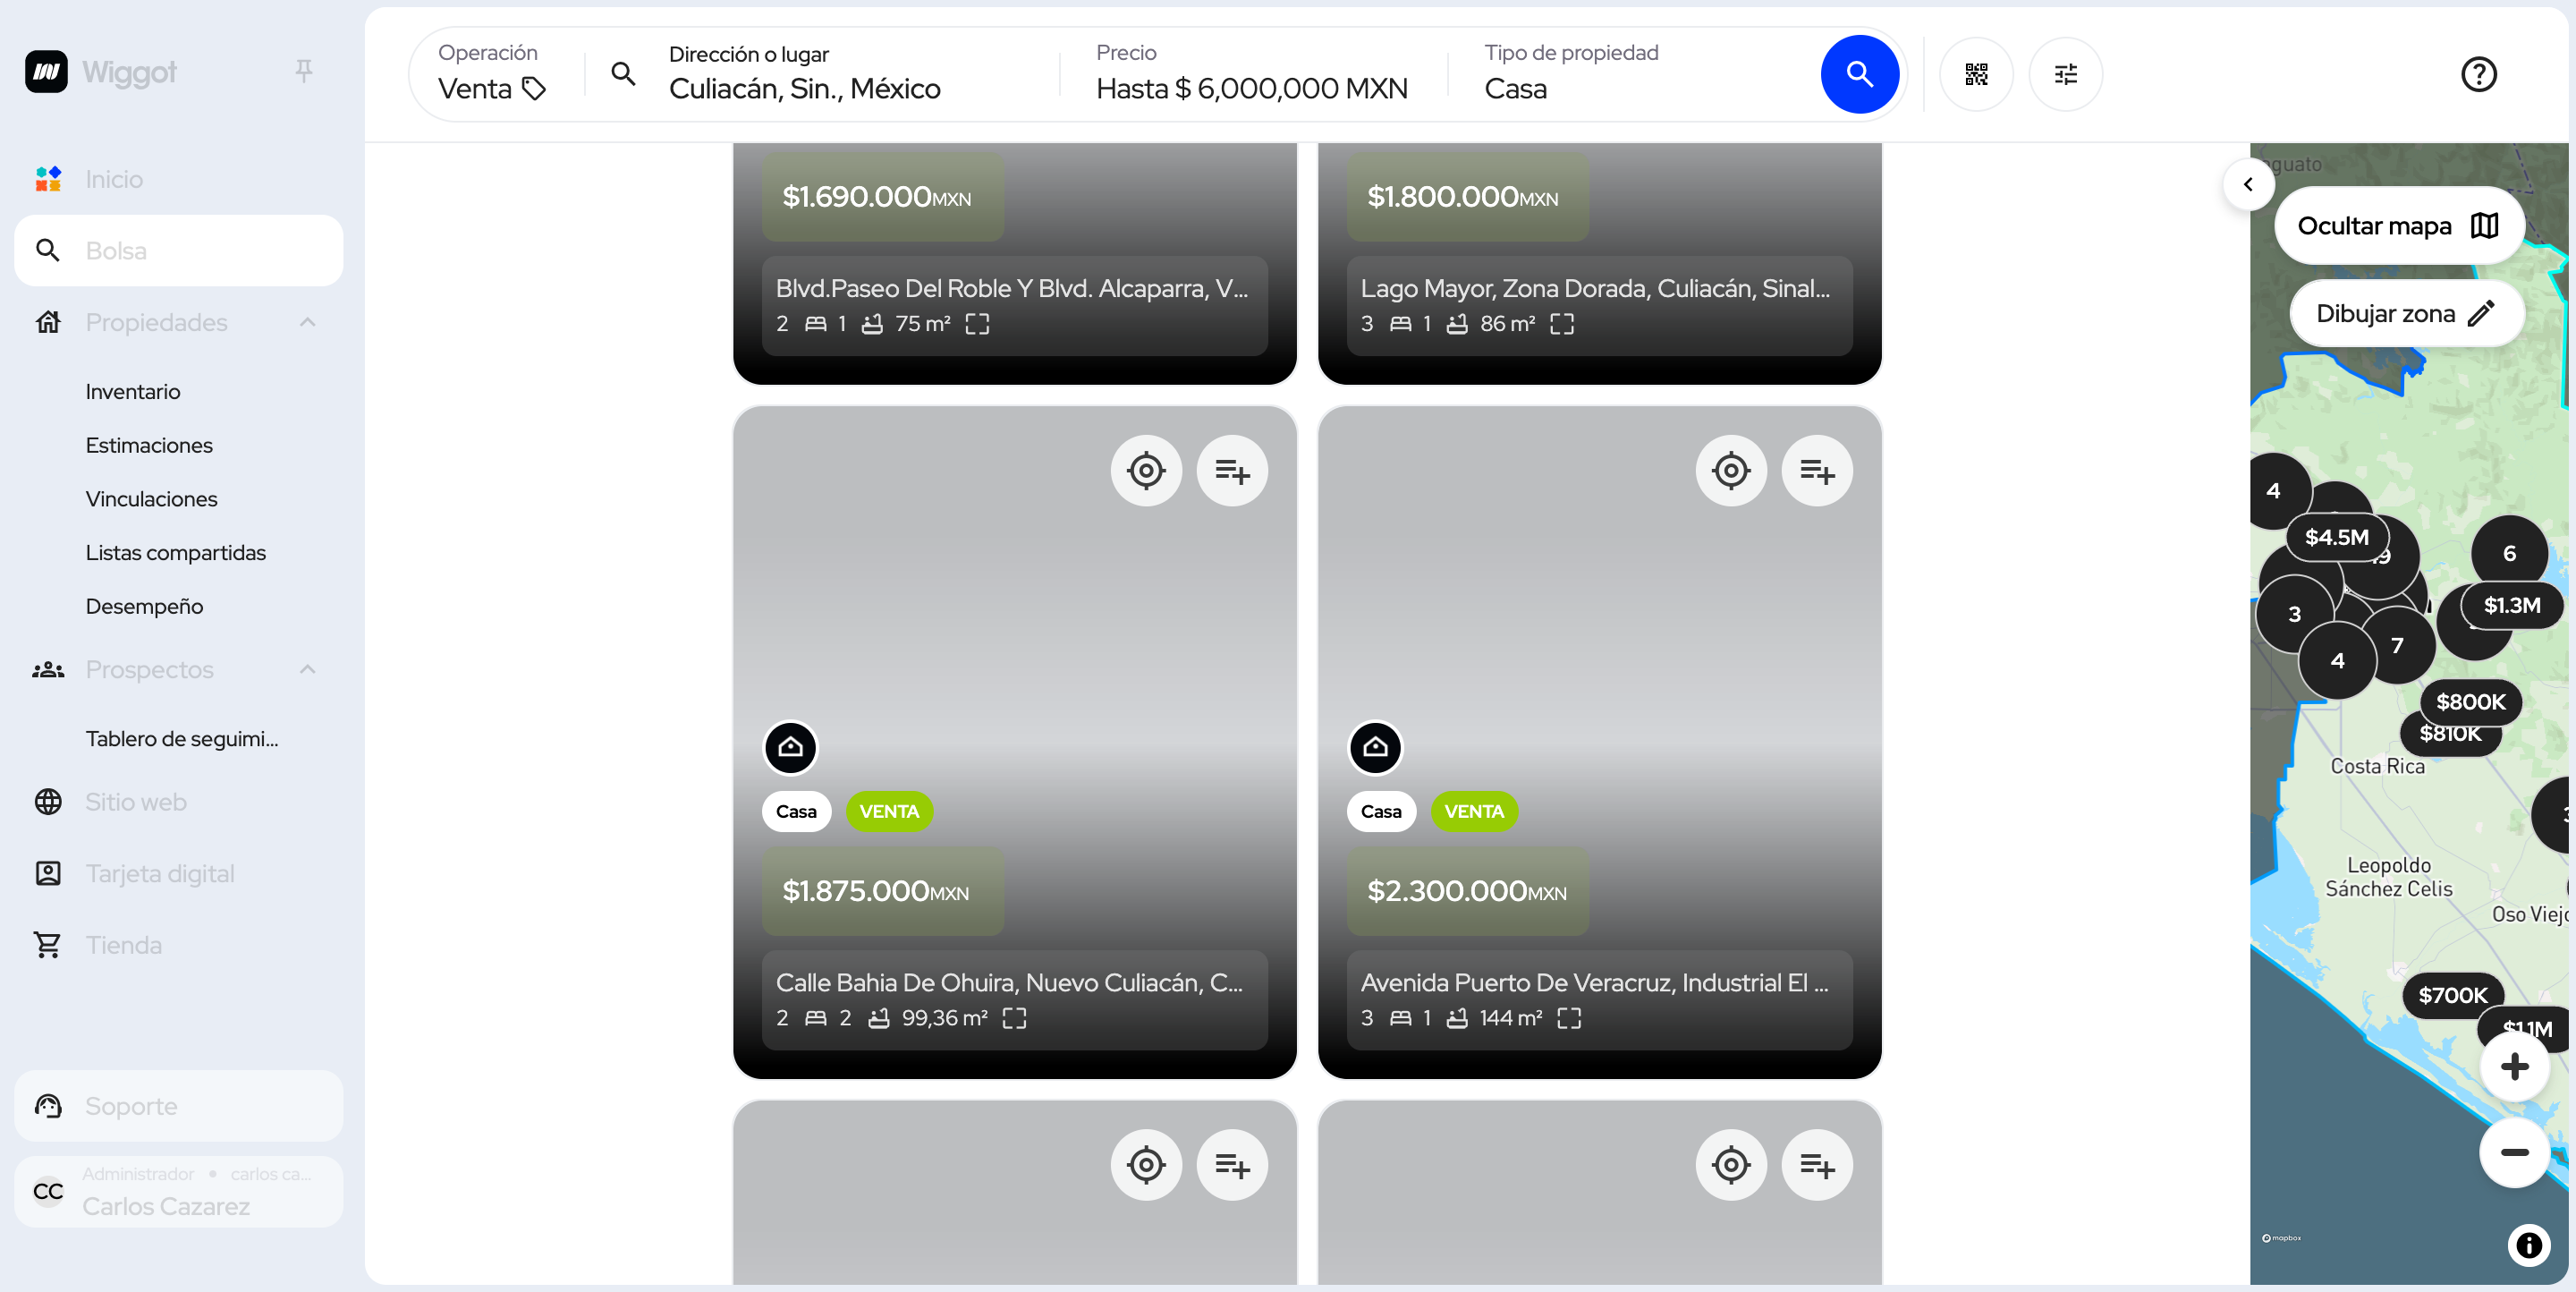 Wiggot
Inicio
Bolsa
Propiedades
Inventario
Estimaciones
Vinculaciones
Listas compartidas
Desempeño
Prospectos
Tablero de seguimi...
Sitio web
Tarjeta digital
Tienda
Soporte
CC
Administrador • carlos ca...
Carlos Cazarez
Operación
Venta
Dirección o lugar
Culiacán, Sin., México
Precio
Hasta $ 6,000,000 MXN
Tipo de propiedad
Casa
$1.690.000MXN
Blvd.Paseo Del Roble Y Blvd. Alcaparra, V...
2 1 75 m²
$1.800.000MXN
Lago Mayor, Zona Dorada, Culiacán, Sinal...
3 1 86 m²
Casa VENTA
$1.875.000MXN
Calle Bahia De Ohuira, Nuevo Culiacán, C...
2 2 99,36 m²
Casa VENTA
$2.300.000MXN
Avenida Puerto De Veracruz, Industrial El ...
3 1 144 m²
Ocultar mapa
Dibujar zona
4
$4.5M
6
$1.3M
3
7
4
$800K
$810K
Costa Rica
Leopoldo
Sánchez Celis
Oso Viejo
$700K
$1.1M
mapbox